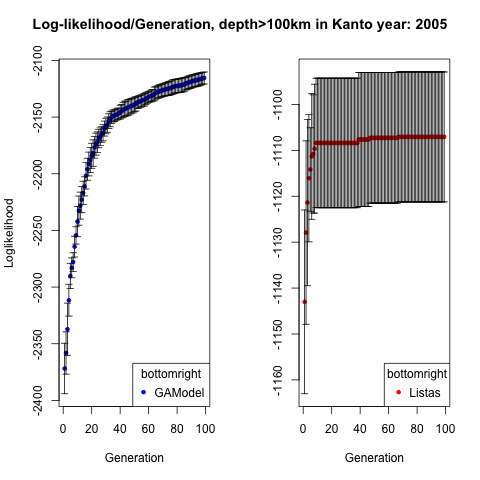 Log-likelihood/Generation, depth>100km in Kanto year: 2005
Loglikelihood
-2100
-2150
-2200
-2250
-2300
-2350
-2400
0 20 40 60 80 100
Generation
bottomright
GAModel
-1100
-1110
-1120
-1130
-1140
-1150
-1160
0 20 40 60 80 100
Generation
bottomright
Listas